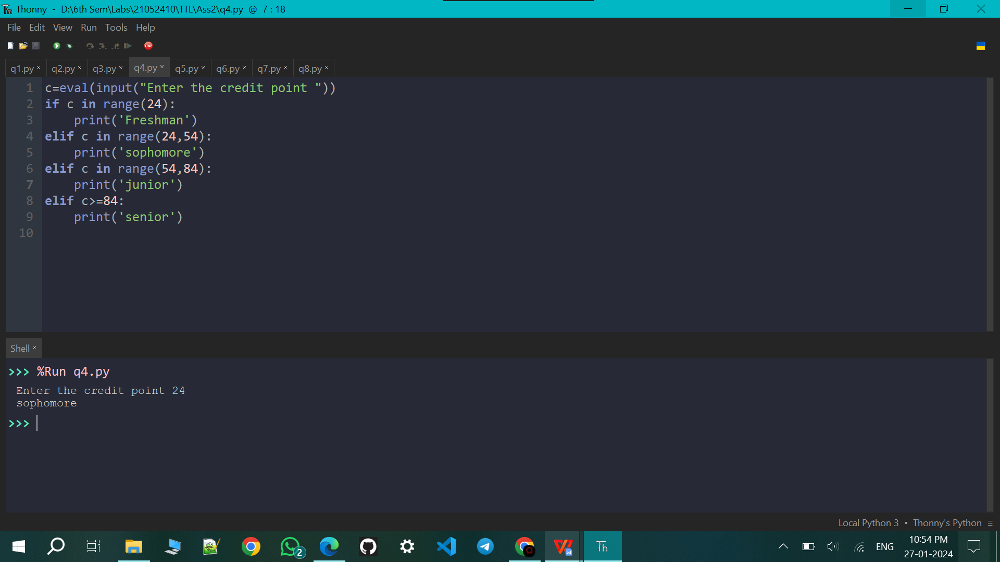 Th Thonny - D:\6th Sem\Labs\21052410\TTL\Ass2\q4.py @ 7 : 18
File Edit View Run Tools Help
STOP
q1.py × q2.py × q3.py × q4.py × q5.py × q6.py × q7.py × q8.py ×
1 c=eval(input("Enter the credit point "))
2 if c in range(24):
3     print('Freshman')
4 elif c in range(24,54):
5     print('sophomore')
6 elif c in range(54,84):
7     print('junior')
8 elif c>=84:
9     print('senior')
10
Shell ×
>>> %Run q4.py
Enter the credit point 24
sophomore
>>>
Local Python 3 • Thonny's Python ≡
2 W Th ENG 10:54 PM
27-01-2024